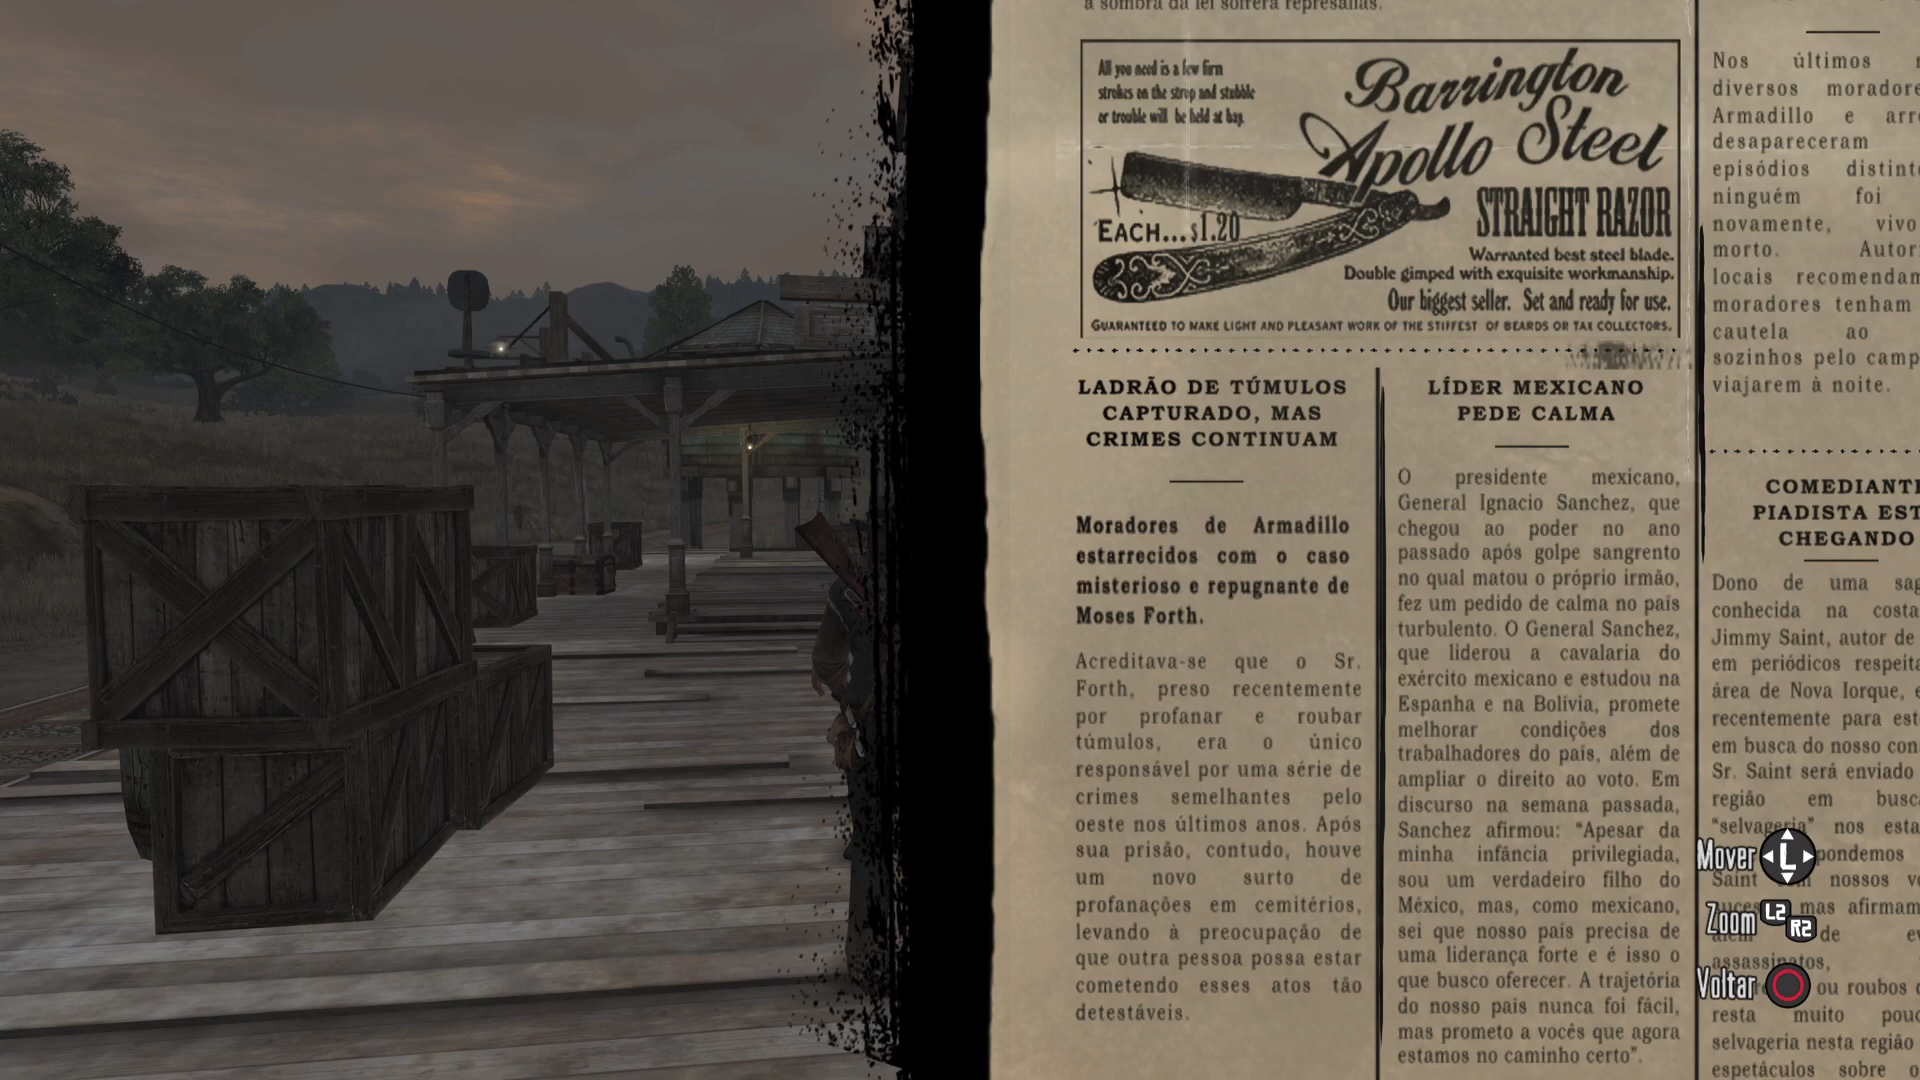 a sombra da lei sofrerá represálias.
All you need is a few firm
strokes on the strop and stubble
or trouble will be held at bay.
Barrington
Apollo Steel
STRAIGHT RAZOR
EACH...$1.20
Warranted best steel blade.
Double gimped with exquisite workmanship.
Our biggest seller. Set and ready for use.
GUARANTEED TO MAKE LIGHT AND PLEASANT WORK OF THE STIFFEST OF BEARDS OR TAX COLLECTORS.
LADRÃO DE TÚMULOS
CAPTURADO, MAS
CRIMES CONTINUAM
Moradores de Armadillo
estarrecidos com o caso
misterioso e repugnante de
Moses Forth.
Acreditava-se que o Sr.
Forth, preso recentemente
por profanar e roubar
túmulos, era o único
responsável por uma série de
crimes semelhantes pelo
oeste nos últimos anos. Após
sua prisão, contudo, houve
um novo surto de
profanações em cemitérios,
levando à preocupação de
que outra pessoa possa estar
cometendo esses atos tão
detestáveis.
LÍDER MEXICANO
PEDE CALMA
O presidente mexicano,
General Ignacio Sanchez, que
chegou ao poder no ano
passado após golpe sangrento
no qual matou o próprio irmão,
fez um pedido de calma no país
turbulento. O General Sanchez,
que liderou a cavalaria do
exército mexicano e estudou na
Espanha e na Bolívia, promete
melhorar condições dos
trabalhadores do país, além de
ampliar o direito ao voto. Em
discurso na semana passada,
Sanchez afirmou: “Apesar da
minha infância privilegiada,
sou um verdadeiro filho do
México, mas, como mexicano,
sei que nosso país precisa de
uma liderança forte e é isso o
que busco oferecer. A trajetória
do nosso país nunca foi fácil,
mas prometo a vocês que agora
estamos no caminho certo”.
Nos últimos
diversos moradore
Armadillo e arr
desapareceram
episódios distint
ninguém foi
novamente, vivo
morto. Autor
locais recomendam
moradores tenham
cautela ao
sozinhos pelo camp
viajarem à noite.
COMEDIANT
PIADISTA EST
CHEGANDO
Dono de uma sag
conhecida na costa
Jimmy Saint, autor de
em periódicos respeita
área de Nova Iorque,
recentemente para est
em busca do nosso con
Sr. Saint será enviado
região em busc
“selvageria” nos esta
pondemos
Saint nossos
mas afirmam
de
assassinatos,
ou roubos
resta muito pou
selvageria nesta região
espetáculos sobre o
Mover L
Zoom L2 R2
Voltar